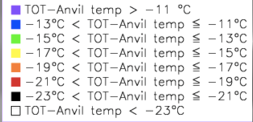 TOT-Anvil temp > -11 °C
-13°C < TOT-Anvil temp ≦ -11°C
-15°C < TOT-Anvil temp ≦ -13°C
-17°C < TOT-Anvil temp ≦ -15°C
-19°C < TOT-Anvil temp ≦ -17°C
-21°C < TOT-Anvil temp ≦ -19°C
-23°C < TOT-Anvil temp ≦ -21°C
TOT-Anvil temp < -23°C